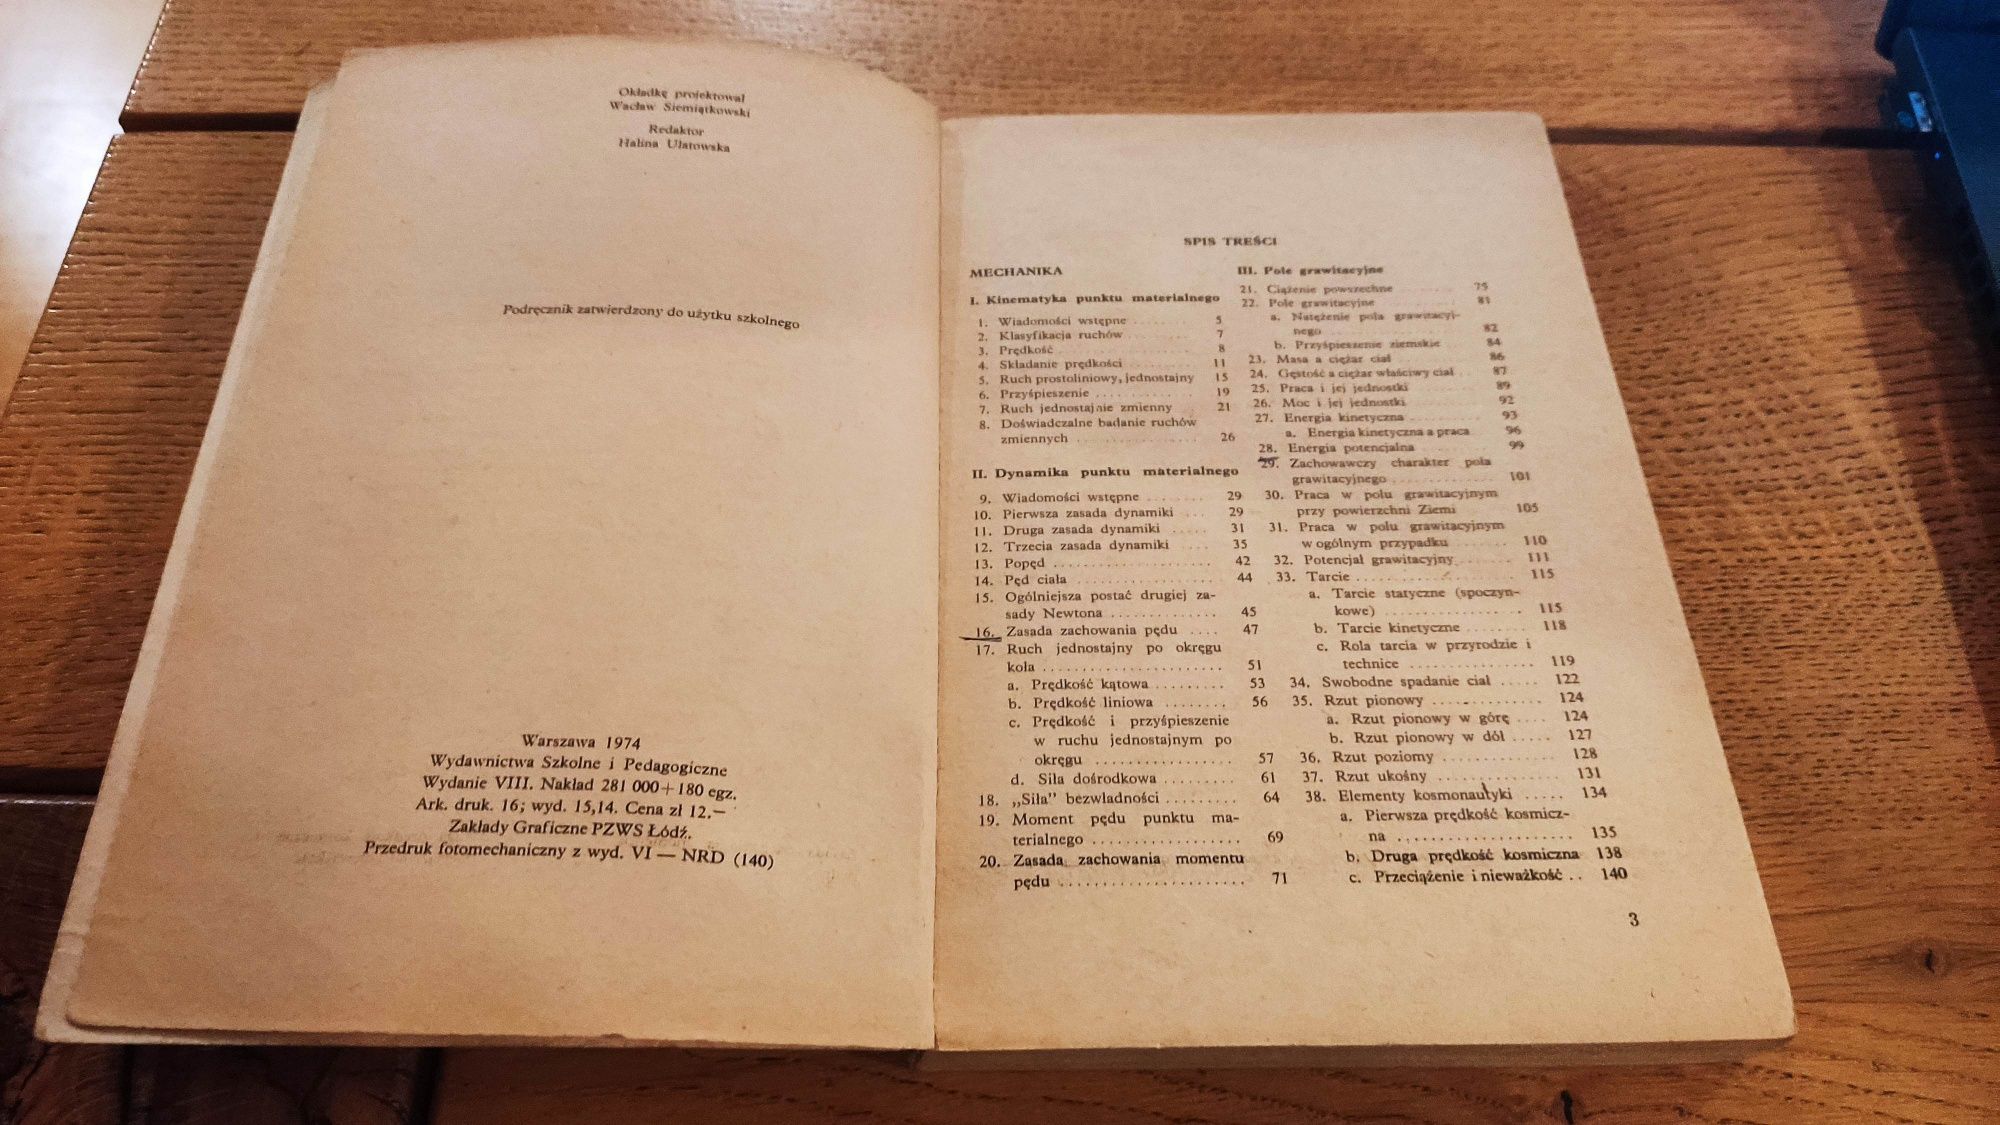 Okładkę projektował
Wacław Siemiątkowski
Redaktor
Halina Ulatowska
Podręcznik zatwierdzony do użytku szkolnego
Warszawa 1974
Wydawnictwa Szkolne i Pedagogiczne
Wydanie VIII. Nakład 281 000+180 egz.
Ark. druk. 16; wyd. 15,14. Cena zł 12.—
Zakłady Graficzne PZWS Łódź.
Przedruk fotomechaniczny z wyd. VI — NRD (140)
SPIS TREŚCI
MECHANIKA
I. Kinematyka punktu materialnego
1. Wiadomości wstępne ........ 5
2. Klasyfikacja ruchów ........ 7
3. Prędkość ........ 8
4. Składanie prędkości ........ 11
5. Ruch prostoliniowy, jednostajny 15
6. Przyśpieszenie ........ 19
7. Ruch jednostajnie zmienny 21
8. Doświadczalne badanie ruchów
zmiennych ........ 26
II. Dynamika punktu materialnego
9. Wiadomości wstępne ........ 29
10. Pierwsza zasada dynamiki ... 29
11. Druga zasada dynamiki ..... 31
12. Trzecia zasada dynamiki .... 35
13. Popęd ........ 42
14. Pęd ciała ........ 44
15. Ogólniejsza postać drugiej za-
sady Newtona ........ 45
16. Zasada zachowania pędu .... 47
17. Ruch jednostajny po okręgu
koła ........ 51
a. Prędkość kątowa ........ 53
b. Prędkość liniowa ........ 56
c. Prędkość i przyśpieszenie
w ruchu jednostajnym po
okręgu ........ 57
d. Siła dośrodkowa ........ 61
18. „Siła” bezwładności ........ 64
19. Moment pędu punktu ma-
terialnego ........ 69
20. Zasada zachowania momentu
pędu ........ 71
III. Pole grawitacyjne
21. Ciążenie powszechne ........ 75
22. Pole grawitacyjne ........ 81
a. Natężenie pola grawitacyj-
nego ........ 82
b. Przyśpieszenie ziemskie .. 84
23. Masa a ciężar ciał ........ 86
24. Gęstość a ciężar właściwy ciał . 87
25. Praca i jej jednostki ........ 89
26. Moc i jej jednostki ........ 92
27. Energia kinetyczna ........ 93
a. Energia kinetyczna a praca 96
28. Energia potencjalna ........ 99
29. Zachowawczy charakter pola
grawitacyjnego ........ 101
30. Praca w polu grawitacyjnym
przy powierzchni Ziemi 105
31. Praca w polu grawitacyjnym
w ogólnym przypadku ........ 110
32. Potencjał grawitacyjny ........ 111
33. Tarcie ........ 115
a. Tarcie statyczne (spoczyn-
kowe) ........ 115
b. Tarcie kinetyczne ........ 118
c. Rola tarcia w przyrodzie i
technice ........ 119
34. Swobodne spadanie ciał ..... 122
35. Rzut pionowy ........ 124
a. Rzut pionowy w górę .... 124
b. Rzut pionowy w dół ..... 127
36. Rzut poziomy ........ 128
37. Rzut ukośny ........ 131
38. Elementy kosmonautyki ..... 134
a. Pierwsza prędkość kosmicz-
na ........ 135
b. Druga prędkość kosmiczna 138
c. Przeciążenie i nieważkość .. 140
3